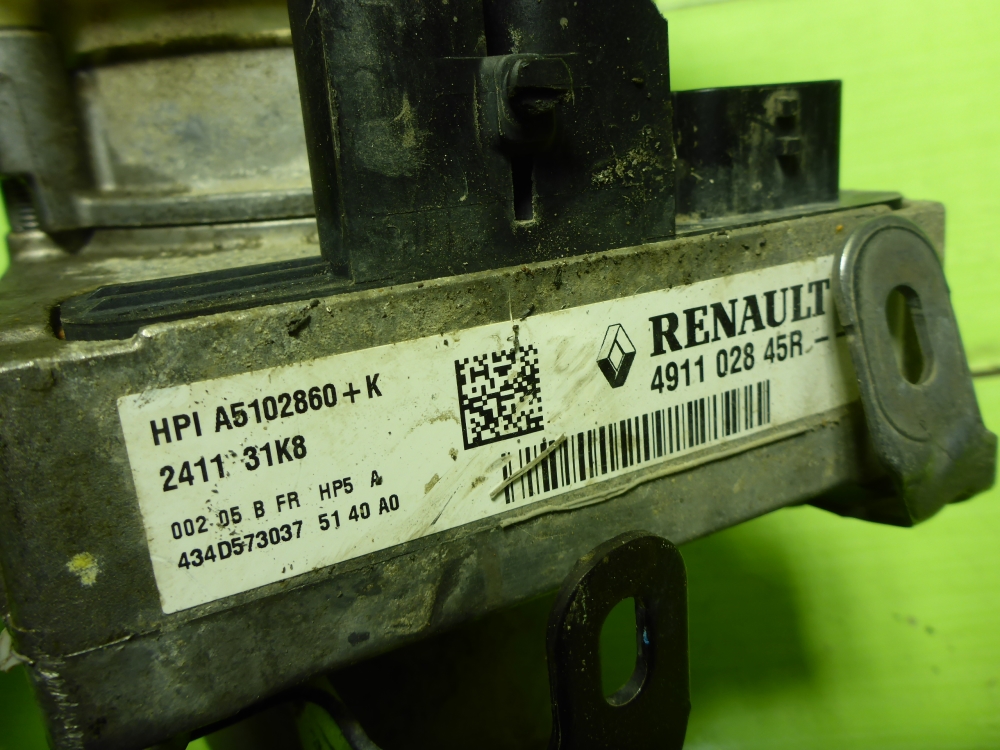 HPI A5102860+K
2411 31K8
002 05 B FR HP5 A
434D573037 51 40 A0
RENAULT
4911 028 45R.-